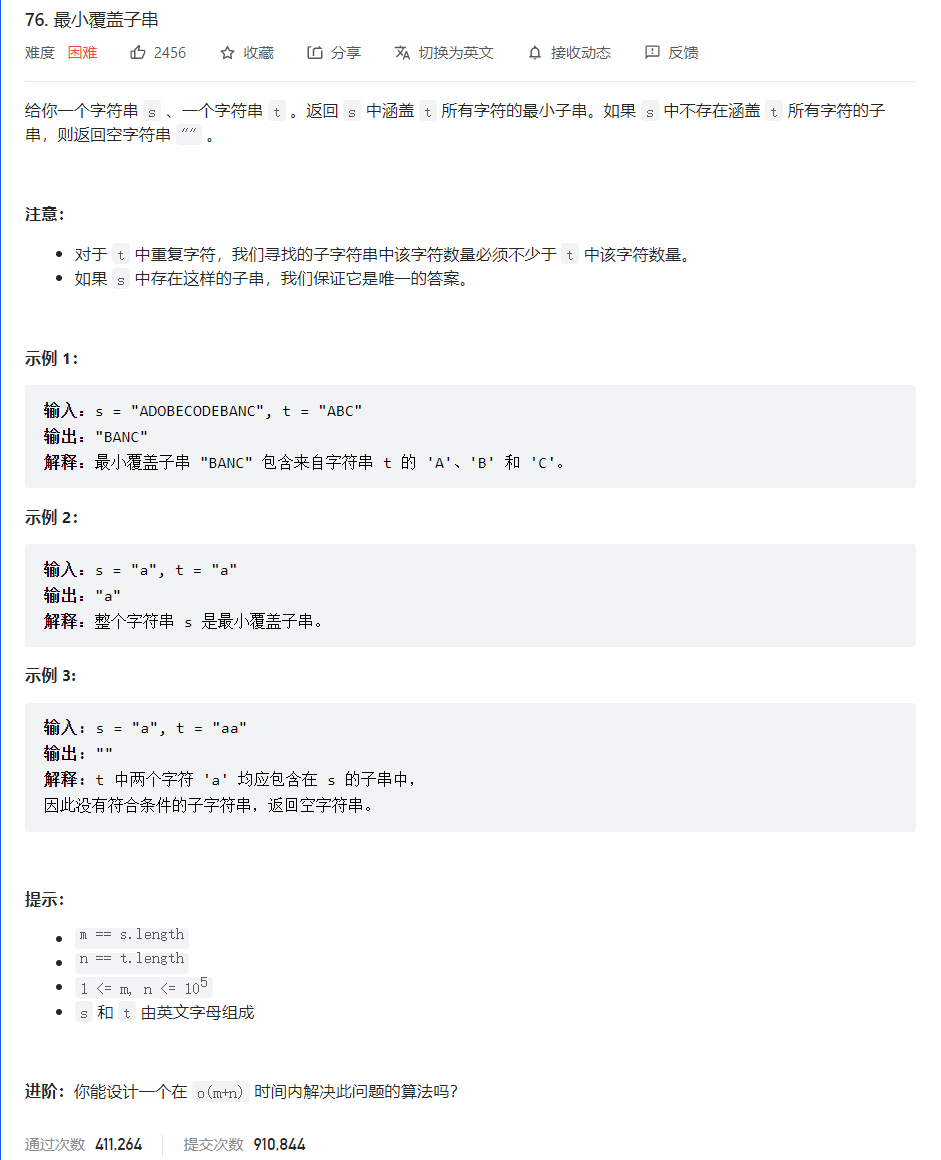 76. 最小覆盖子串
难度 困难 2456 收藏 分享 切换为英文 接收动态 反馈
给你一个字符串 s 、一个字符串 t 。返回 s 中涵盖 t 所有字符的最小子串。如果 s 中不存在涵盖 t 所有字符的子
串，则返回空字符串 "" 。
注意：
• 对于 t 中重复字符，我们寻找的子字符串中该字符数量必须不少于 t 中该字符数量。
• 如果 s 中存在这样的子串，我们保证它是唯一的答案。
示例 1：
输入：s = "ADOBECODEBANC", t = "ABC"
输出："BANC"
解释：最小覆盖子串 "BANC" 包含来自字符串 t 的 'A'、'B' 和 'C'。
示例 2：
输入：s = "a", t = "a"
输出："a"
解释：整个字符串 s 是最小覆盖子串。
示例 3:
输入：s = "a", t = "aa"
输出：""
解释：t 中两个字符 'a' 均应包含在 s 的子串中，
因此没有符合条件的子字符串，返回空字符串。
提示：
• m == s.length
• n == t.length
• 1 <= m, n <= 10⁵
• s 和 t 由英文字母组成
进阶：你能设计一个在 o(m+n) 时间内解决此问题的算法吗？
通过次数 411,264 提交次数 910,844